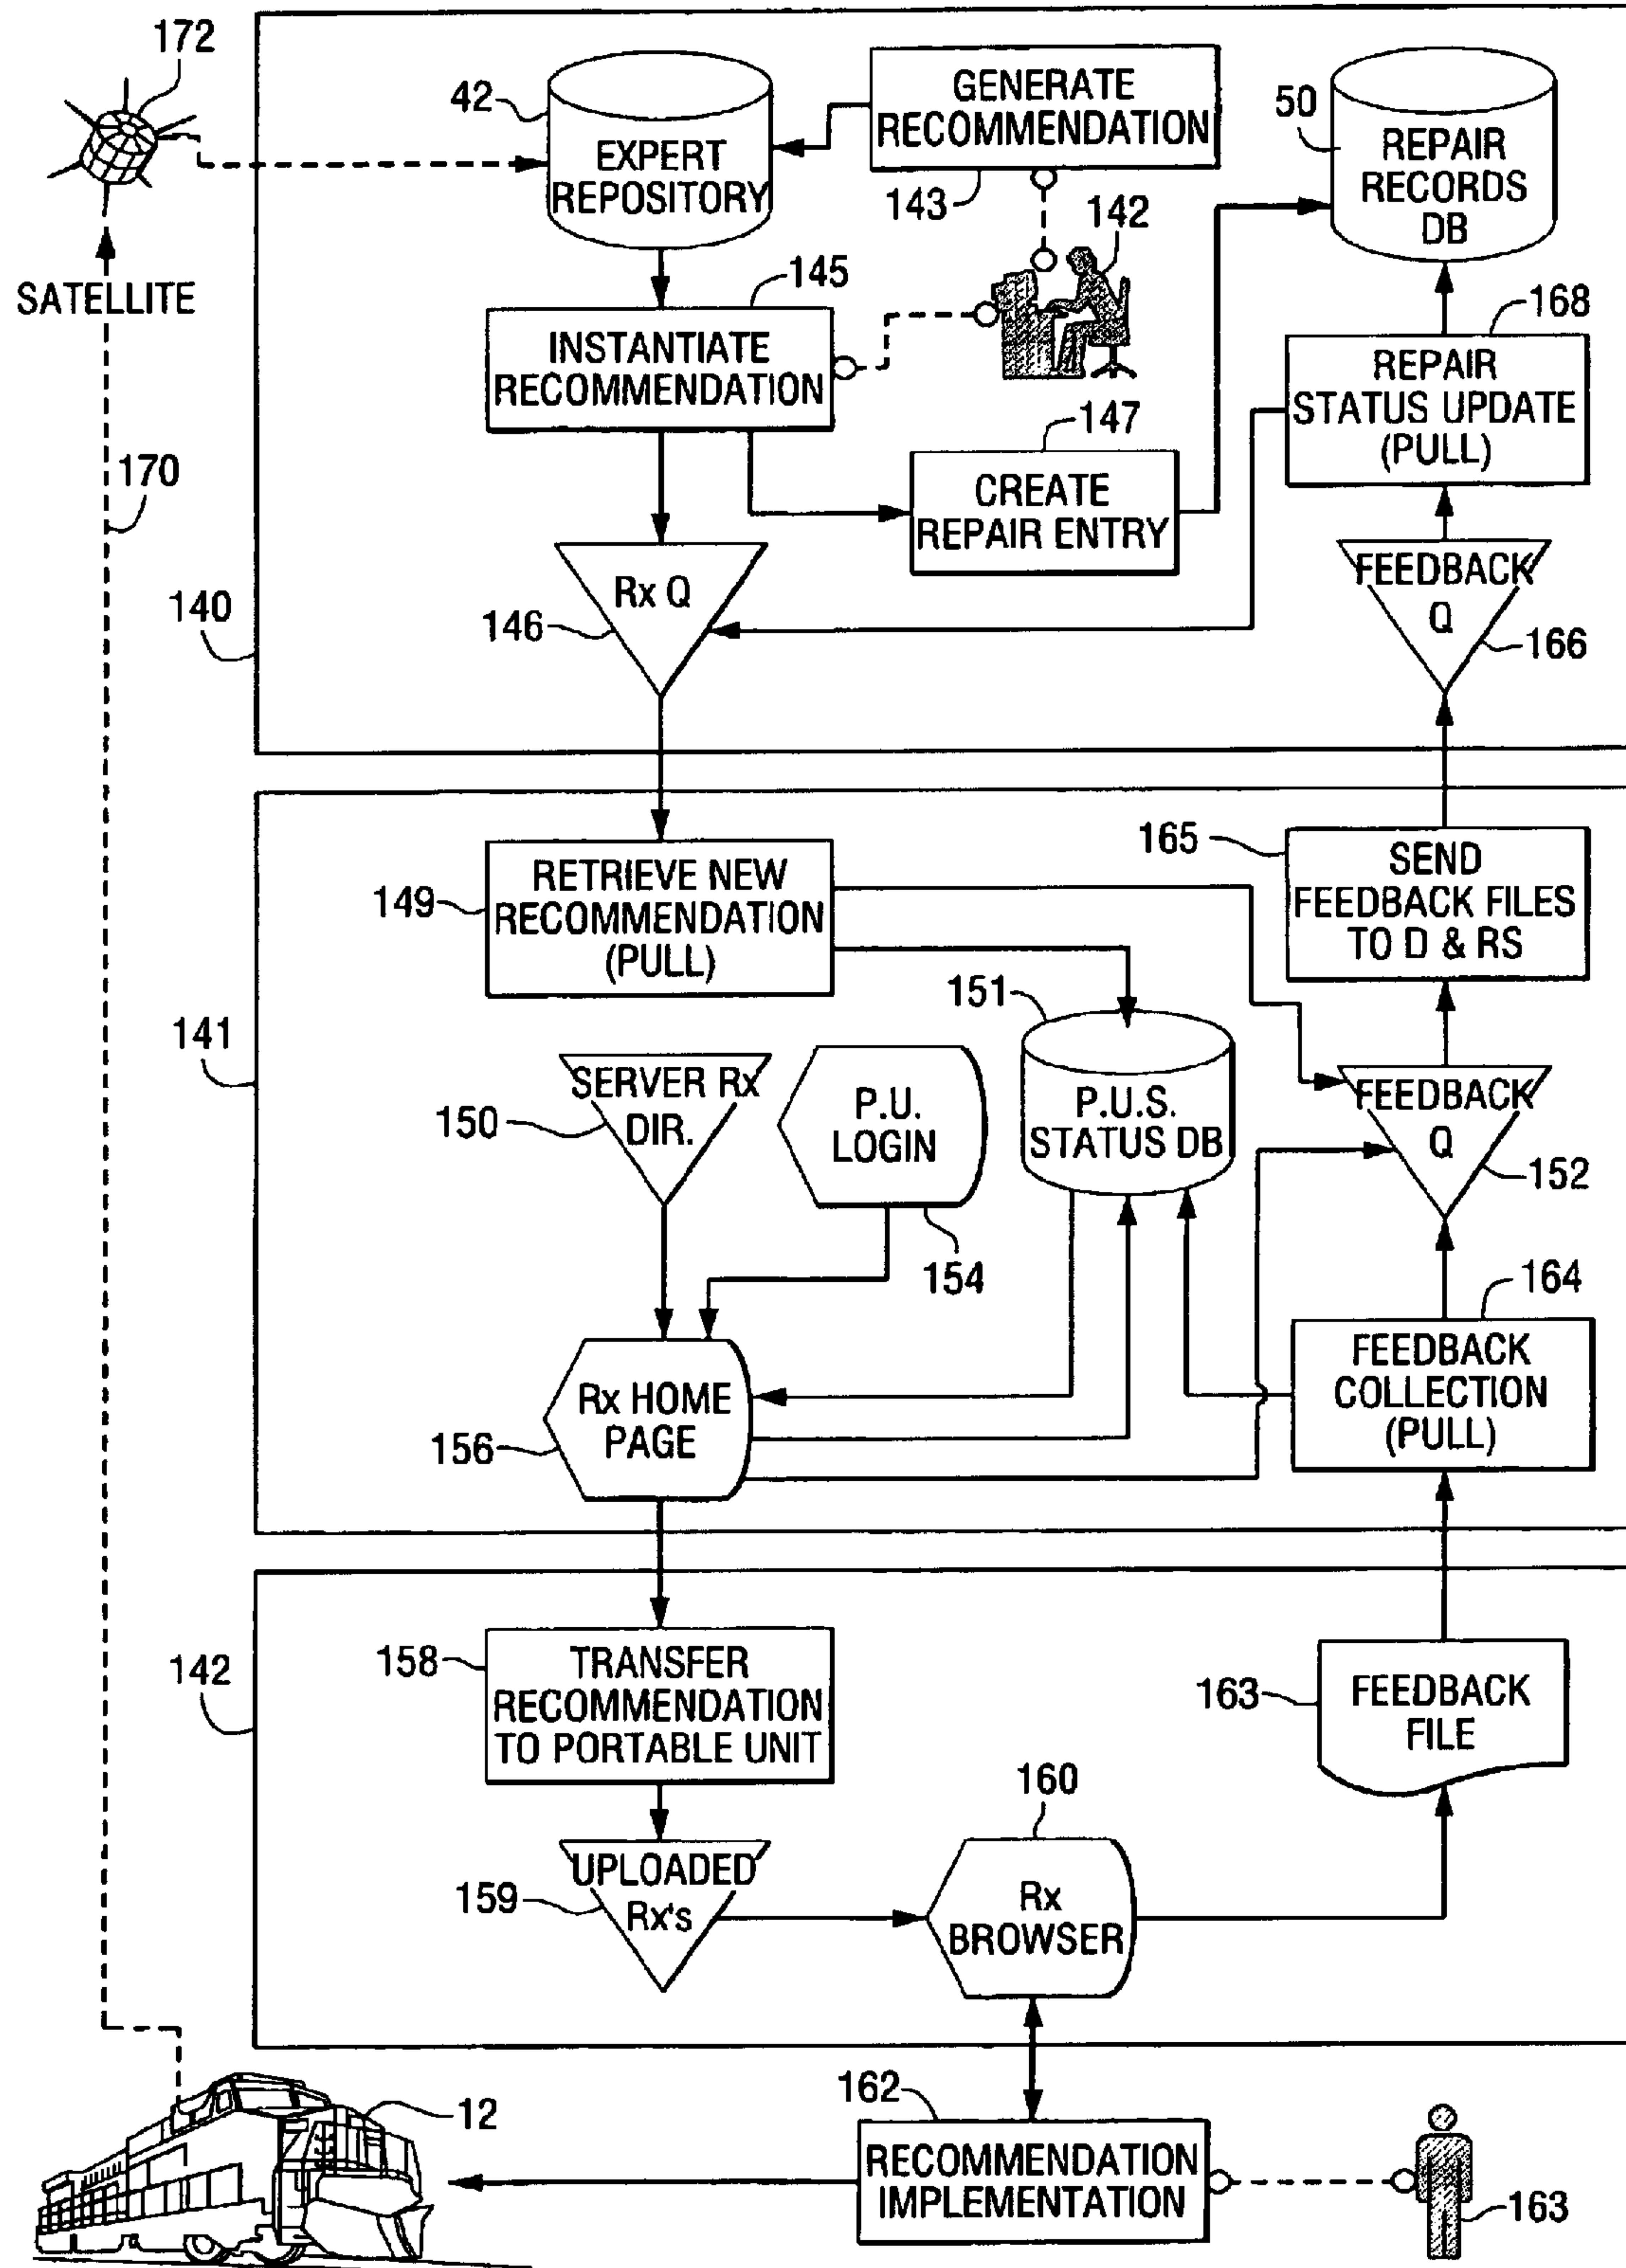 172
42
EXPERT
REPOSITORY
GENERATE
RECOMMENDATION
143
142
50
REPAIR
RECORDS
DB
SATELLITE
145
INSTANTIATE
RECOMMENDATION
168
REPAIR
STATUS UPDATE
(PULL)
170
147
CREATE
REPAIR ENTRY
140
146
Rx Q
FEEDBACK
Q
166
149
RETRIEVE NEW
RECOMMENDATION
(PULL)
165
SEND
FEEDBACK FILES
TO D & RS
141
151
P.U.S.
STATUS DB
150
SERVER Rx
DIR.
P.U.
LOGIN
154
FEEDBACK
Q
152
164
FEEDBACK
COLLECTION
(PULL)
156
Rx HOME
PAGE
142
158
TRANSFER
RECOMMENDATION
TO PORTABLE UNIT
163
FEEDBACK
FILE
159
UPLOADED
Rx's
160
Rx
BROWSER
12
162
RECOMMENDATION
IMPLEMENTATION
163